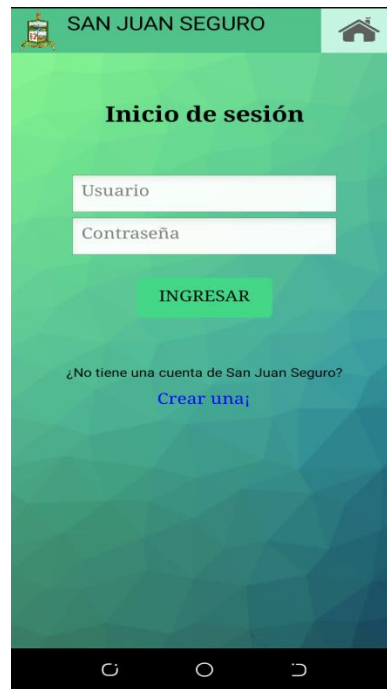 SAN JUAN SEGURO
Inicio de sesión
Usuario
Contraseña
INGRESAR
¿No tiene una cuenta de San Juan Seguro?
Crear una¡